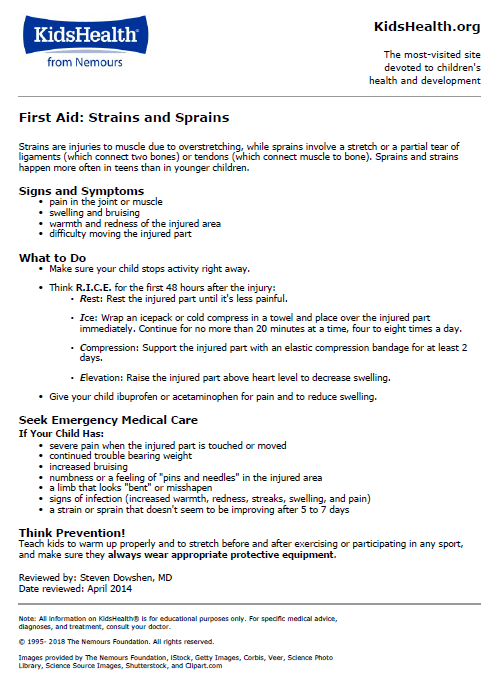 KidsHealth®
from Nemours
KidsHealth.org
The most-visited site
devoted to children's
health and development
First Aid: Strains and Sprains
Strains are injuries to muscle due to overstretching, while sprains involve a stretch or a partial tear of
ligaments (which connect two bones) or tendons (which connect muscle to bone). Sprains and strains
happen more often in teens than in younger children.
Signs and Symptoms
• pain in the joint or muscle
• swelling and bruising
• warmth and redness of the injured area
• difficulty moving the injured part
What to Do
• Make sure your child stops activity right away.
• Think R.I.C.E. for the first 48 hours after the injury:
• Rest: Rest the injured part until it's less painful.
• Ice: Wrap an icepack or cold compress in a towel and place over the injured part
immediately. Continue for no more than 20 minutes at a time, four to eight times a day.
• Compression: Support the injured part with an elastic compression bandage for at least 2
days.
• Elevation: Raise the injured part above heart level to decrease swelling.
• Give your child ibuprofen or acetaminophen for pain and to reduce swelling.
Seek Emergency Medical Care
If Your Child Has:
• severe pain when the injured part is touched or moved
• continued trouble bearing weight
• increased bruising
• numbness or a feeling of "pins and needles" in the injured area
• a limb that looks "bent" or misshapen
• signs of infection (increased warmth, redness, streaks, swelling, and pain)
• a strain or sprain that doesn't seem to be improving after 5 to 7 days
Think Prevention!
Teach kids to warm up properly and to stretch before and after exercising or participating in any sport,
and make sure they always wear appropriate protective equipment.
Reviewed by: Steven Dowshen, MD
Date reviewed: April 2014
Note: All information on KidsHealth® is for educational purposes only. For specific medical advice,
diagnoses, and treatment, consult your doctor.
© 1995- 2018 The Nemours Foundation. All rights reserved.
Images provided by The Nemours Foundation, iStock, Getty Images, Corbis, Veer, Science Photo
Library, Science Source Images, Shutterstock, and Clipart.com